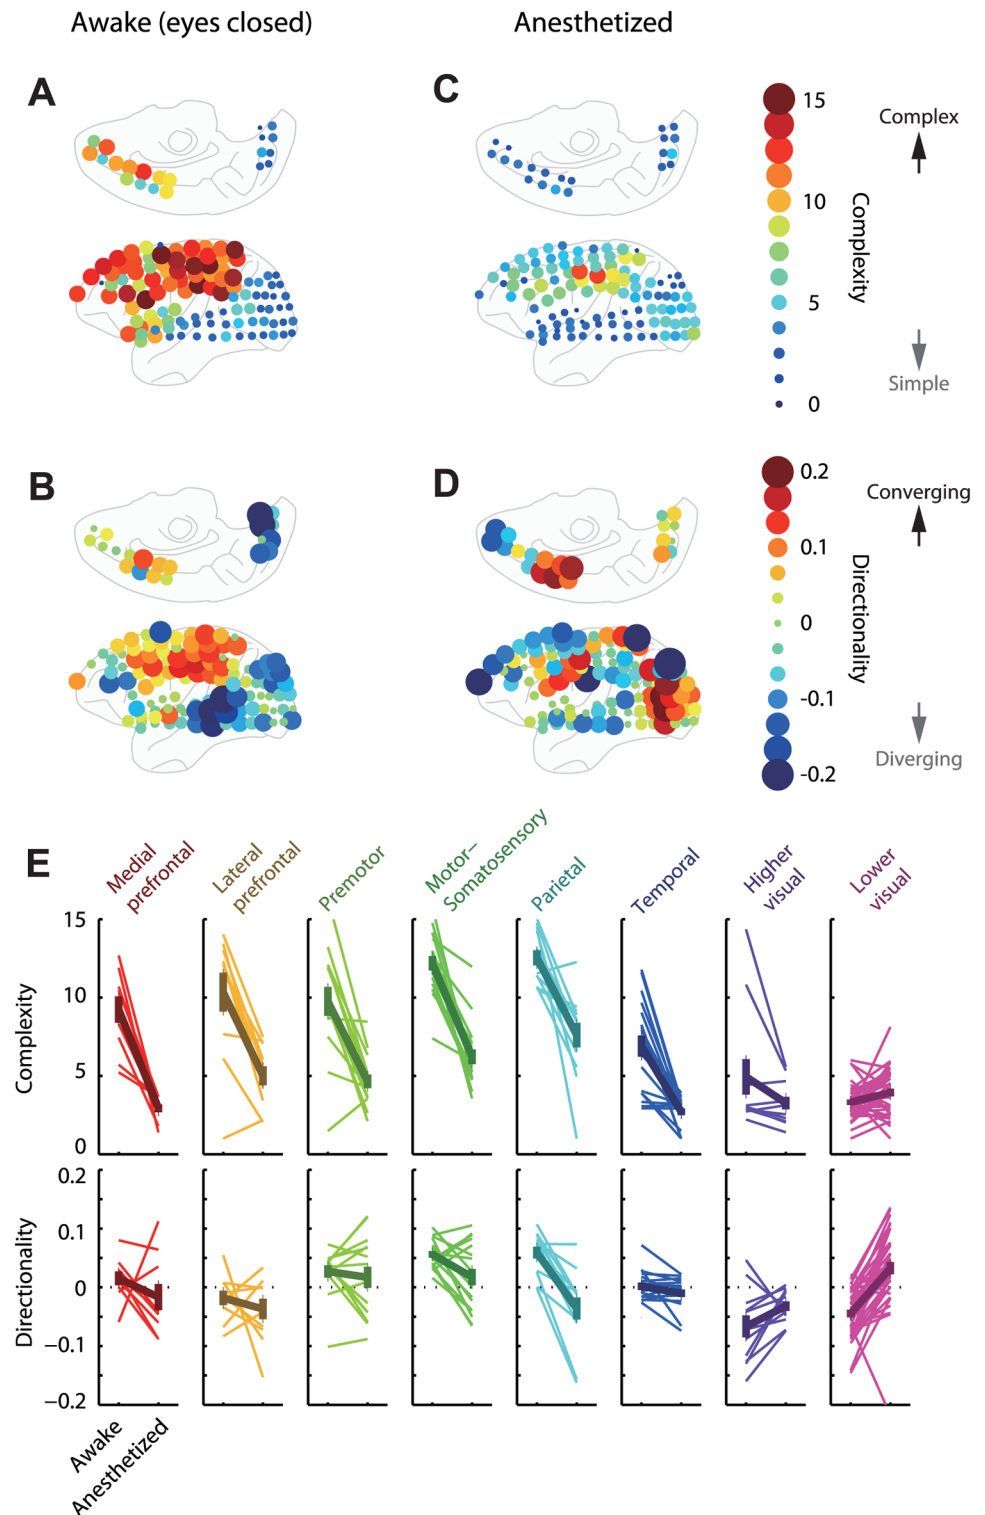 Awake (eyes closed)
Anesthetized
A
C
15
10
5
0
Complexity
Complex
Simple
B
D
0.2
0.1
0
-0.1
-0.2
Directionality
Converging
Diverging
E
Medial
prefrontal
Lateral
prefrontal
Premotor
Motor–
Somatosensory
Parietal
Temporal
Higher
visual
Lower
visual
15
10
5
0
Complexity
0.2
0.1
0
−0.1
−0.2
Directionality
Awake
Anesthetized